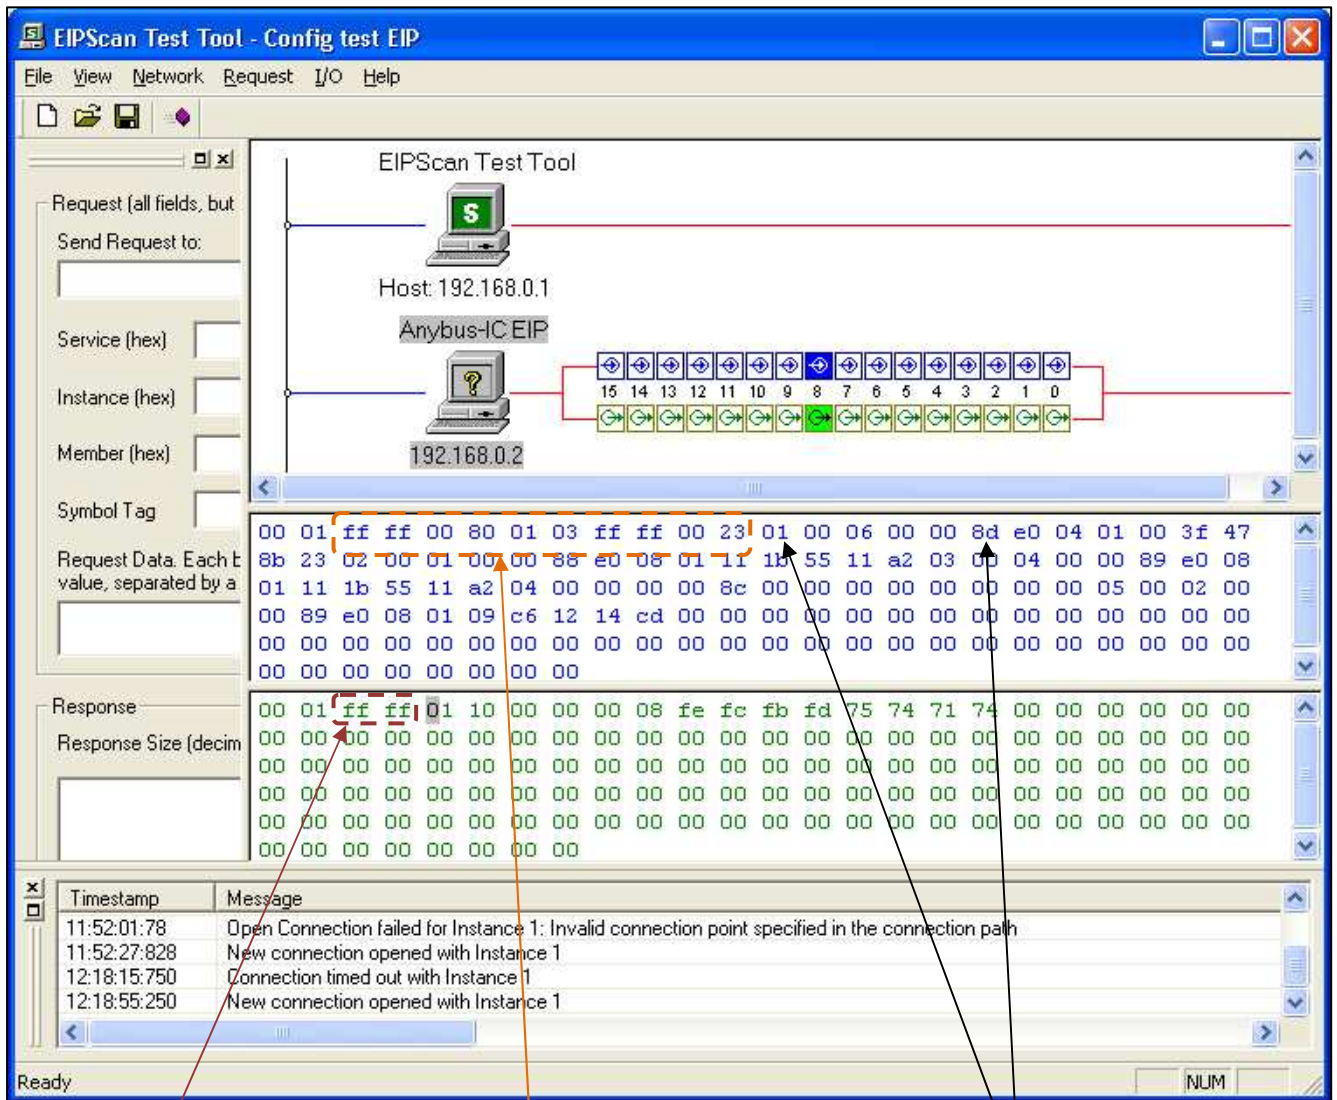 EIPScan Test Tool - Config test EIP
File View Network Request I/O Help
EIPScan Test Tool
Host: 192.168.0.1
Anybus-IC EIP
15 14 13 12 11 10 9 8 7 6 5 4 3 2 1 0
192.168.0.2
Request (all fields, but
Send Request to:
Service (hex)
Instance (hex)
Member (hex)
Symbol Tag
Request Data. Each b
value, separated by a
00 01 ff ff 00 80 01 03 ff ff 00 23 01 00 06 00 00 8d e0 04 01 00 3f 47
8b 23 02 00 01 00 00 88 e0 08 01 11 1b 55 11 a2 03 00 04 00 00 89 e0 08
01 11 1b 55 11 a2 04 00 00 00 00 8c 00 00 00 00 00 00 00 00 05 00 02 00
00 89 e0 08 01 09 c6 12 14 cd 00 00 00 00 00 00 00 00 00 00 00 00 00 00
00 00 00 00 00 00 00 00 00 00 00 00 00 00 00 00 00 00 00 00 00 00 00 00
00 00 00 00 00 00 00 00
Response
Response Size (decim
00 01 ff ff 01 10 00 00 00 08 fe fc fb fd 75 74 71 74 00 00 00 00 00 00
00 00 00 00 00 00 00 00 00 00 00 00 00 00 00 00 00 00 00 00 00 00 00 00
00 00 00 00 00 00 00 00 00 00 00 00 00 00 00 00 00 00 00 00 00 00 00 00
00 00 00 00 00 00 00 00 00 00 00 00 00 00 00 00 00 00 00 00 00 00 00 00
00 00 00 00 00 00 00 00 00 00 00 00 00 00 00 00 00 00 00 00 00 00 00 00
00 00 00 00 00 00 00 00
Timestamp Message
11:52:01:78 Open Connection failed for Instance 1: Invalid connection point specified in the connection path
11:52:27:828 New connection opened with Instance 1
12:18:15:750 Connection timed out with Instance 1
12:18:55:250 New connection opened with Instance 1
Ready NUM